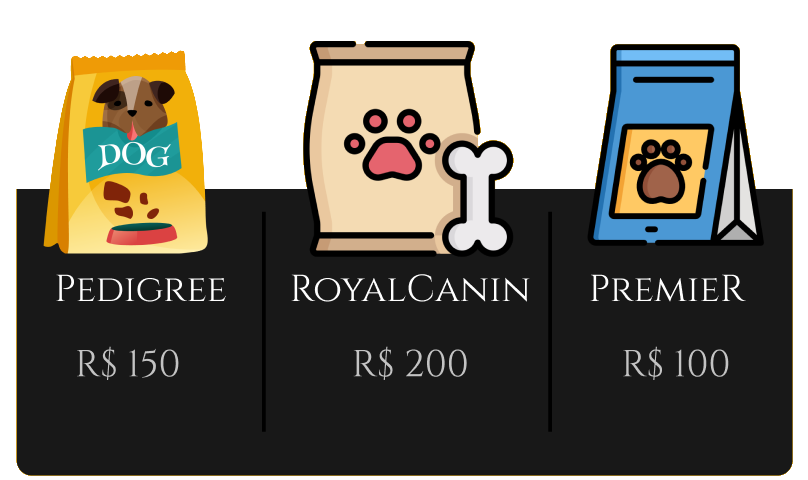 DOG
PEDIGREE
R$ 150
ROYALCANIN
R$ 200
PREMIER
R$ 100